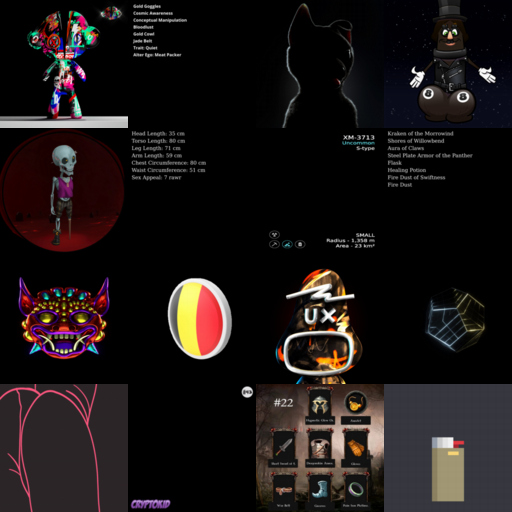 Gold Goggles
Cosmic Awareness
Conceptual Manipulation
Bloodlust
Gold Cowl
Jade Belt
Trait: Quiet
Alter Ego: Meat Packer
Head Length: 35 cm
Torso Length: 80 cm
Leg Length: 71 cm
Arm Length: 59 cm
Chest Circumference: 80 cm
Waist Circumference: 51 cm
Sex Appeal: 7 rawr
XM-3713
Uncommon
S-type
SMALL
Radius - 1,358 m
Area - 23 km²
Kraken of the Morrowind
Shores of Willowbend
Aura of Claws
Steel Plate Armor of the Panther
Flask
Healing Potion
Fire Dust of Swiftness
Fire Dust
8 8
UX
CRYPTOKID
#22
Gloves